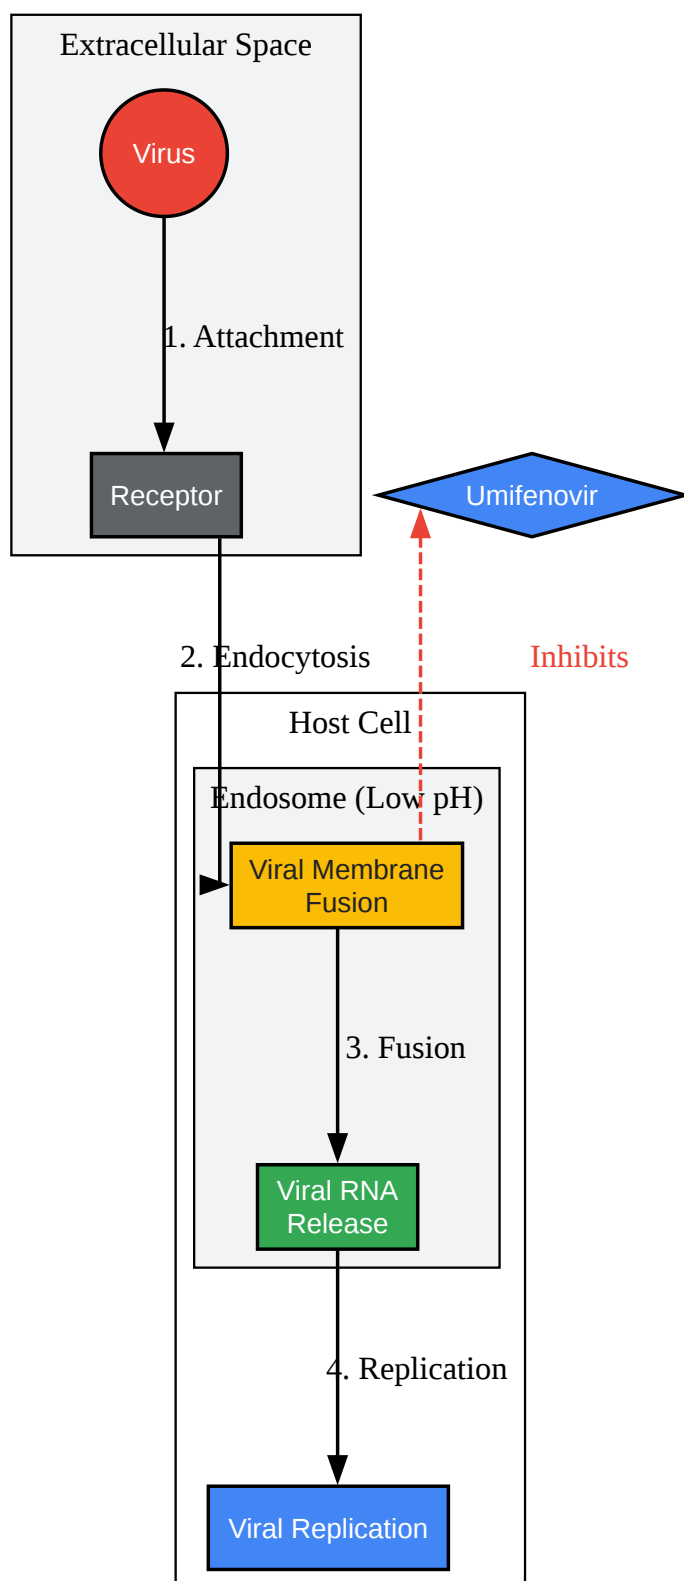 Extracellular Space
Virus
1. Attachment
Receptor
Umifenovir
2. Endocytosis
Inhibits
Host Cell
Endosome (Low pH)
Viral Membrane
Fusion
3. Fusion
Viral RNA
Release
4. Replication
Viral Replication